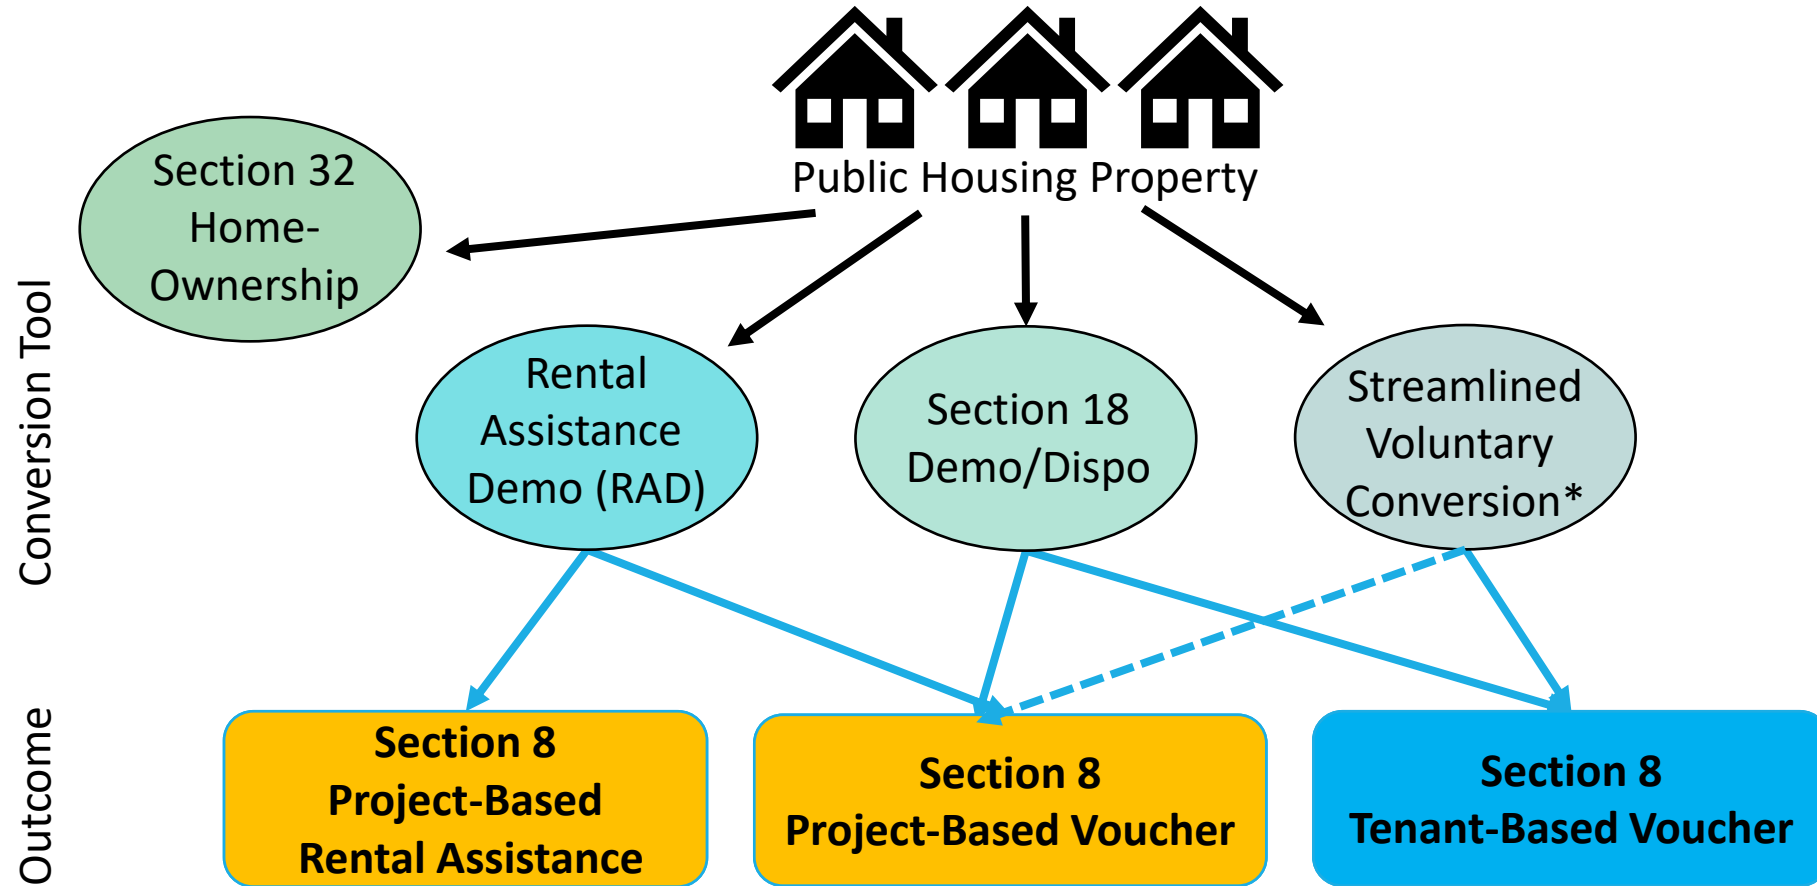 Public Housing Property
Section 32
Home-
Ownership
Conversion Tool
Rental
Assistance
Demo (RAD)
Section 18
Demo/Dispo
Streamlined
Voluntary
Conversion*
Outcome
Section 8
Project-Based
Rental Assistance
Section 8
Project-Based Voucher
Section 8
Tenant-Based Voucher